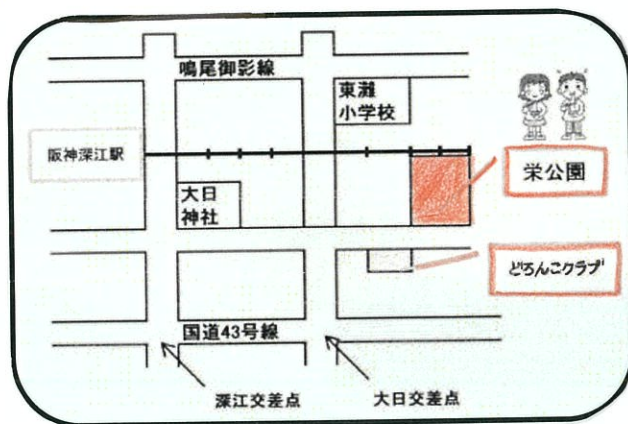 鳴尾御影線
東灘
小学校
阪神深江駅
栄公園
大日
神社
どろんこクラブ
国道43号線
深江交差点
大日交差点